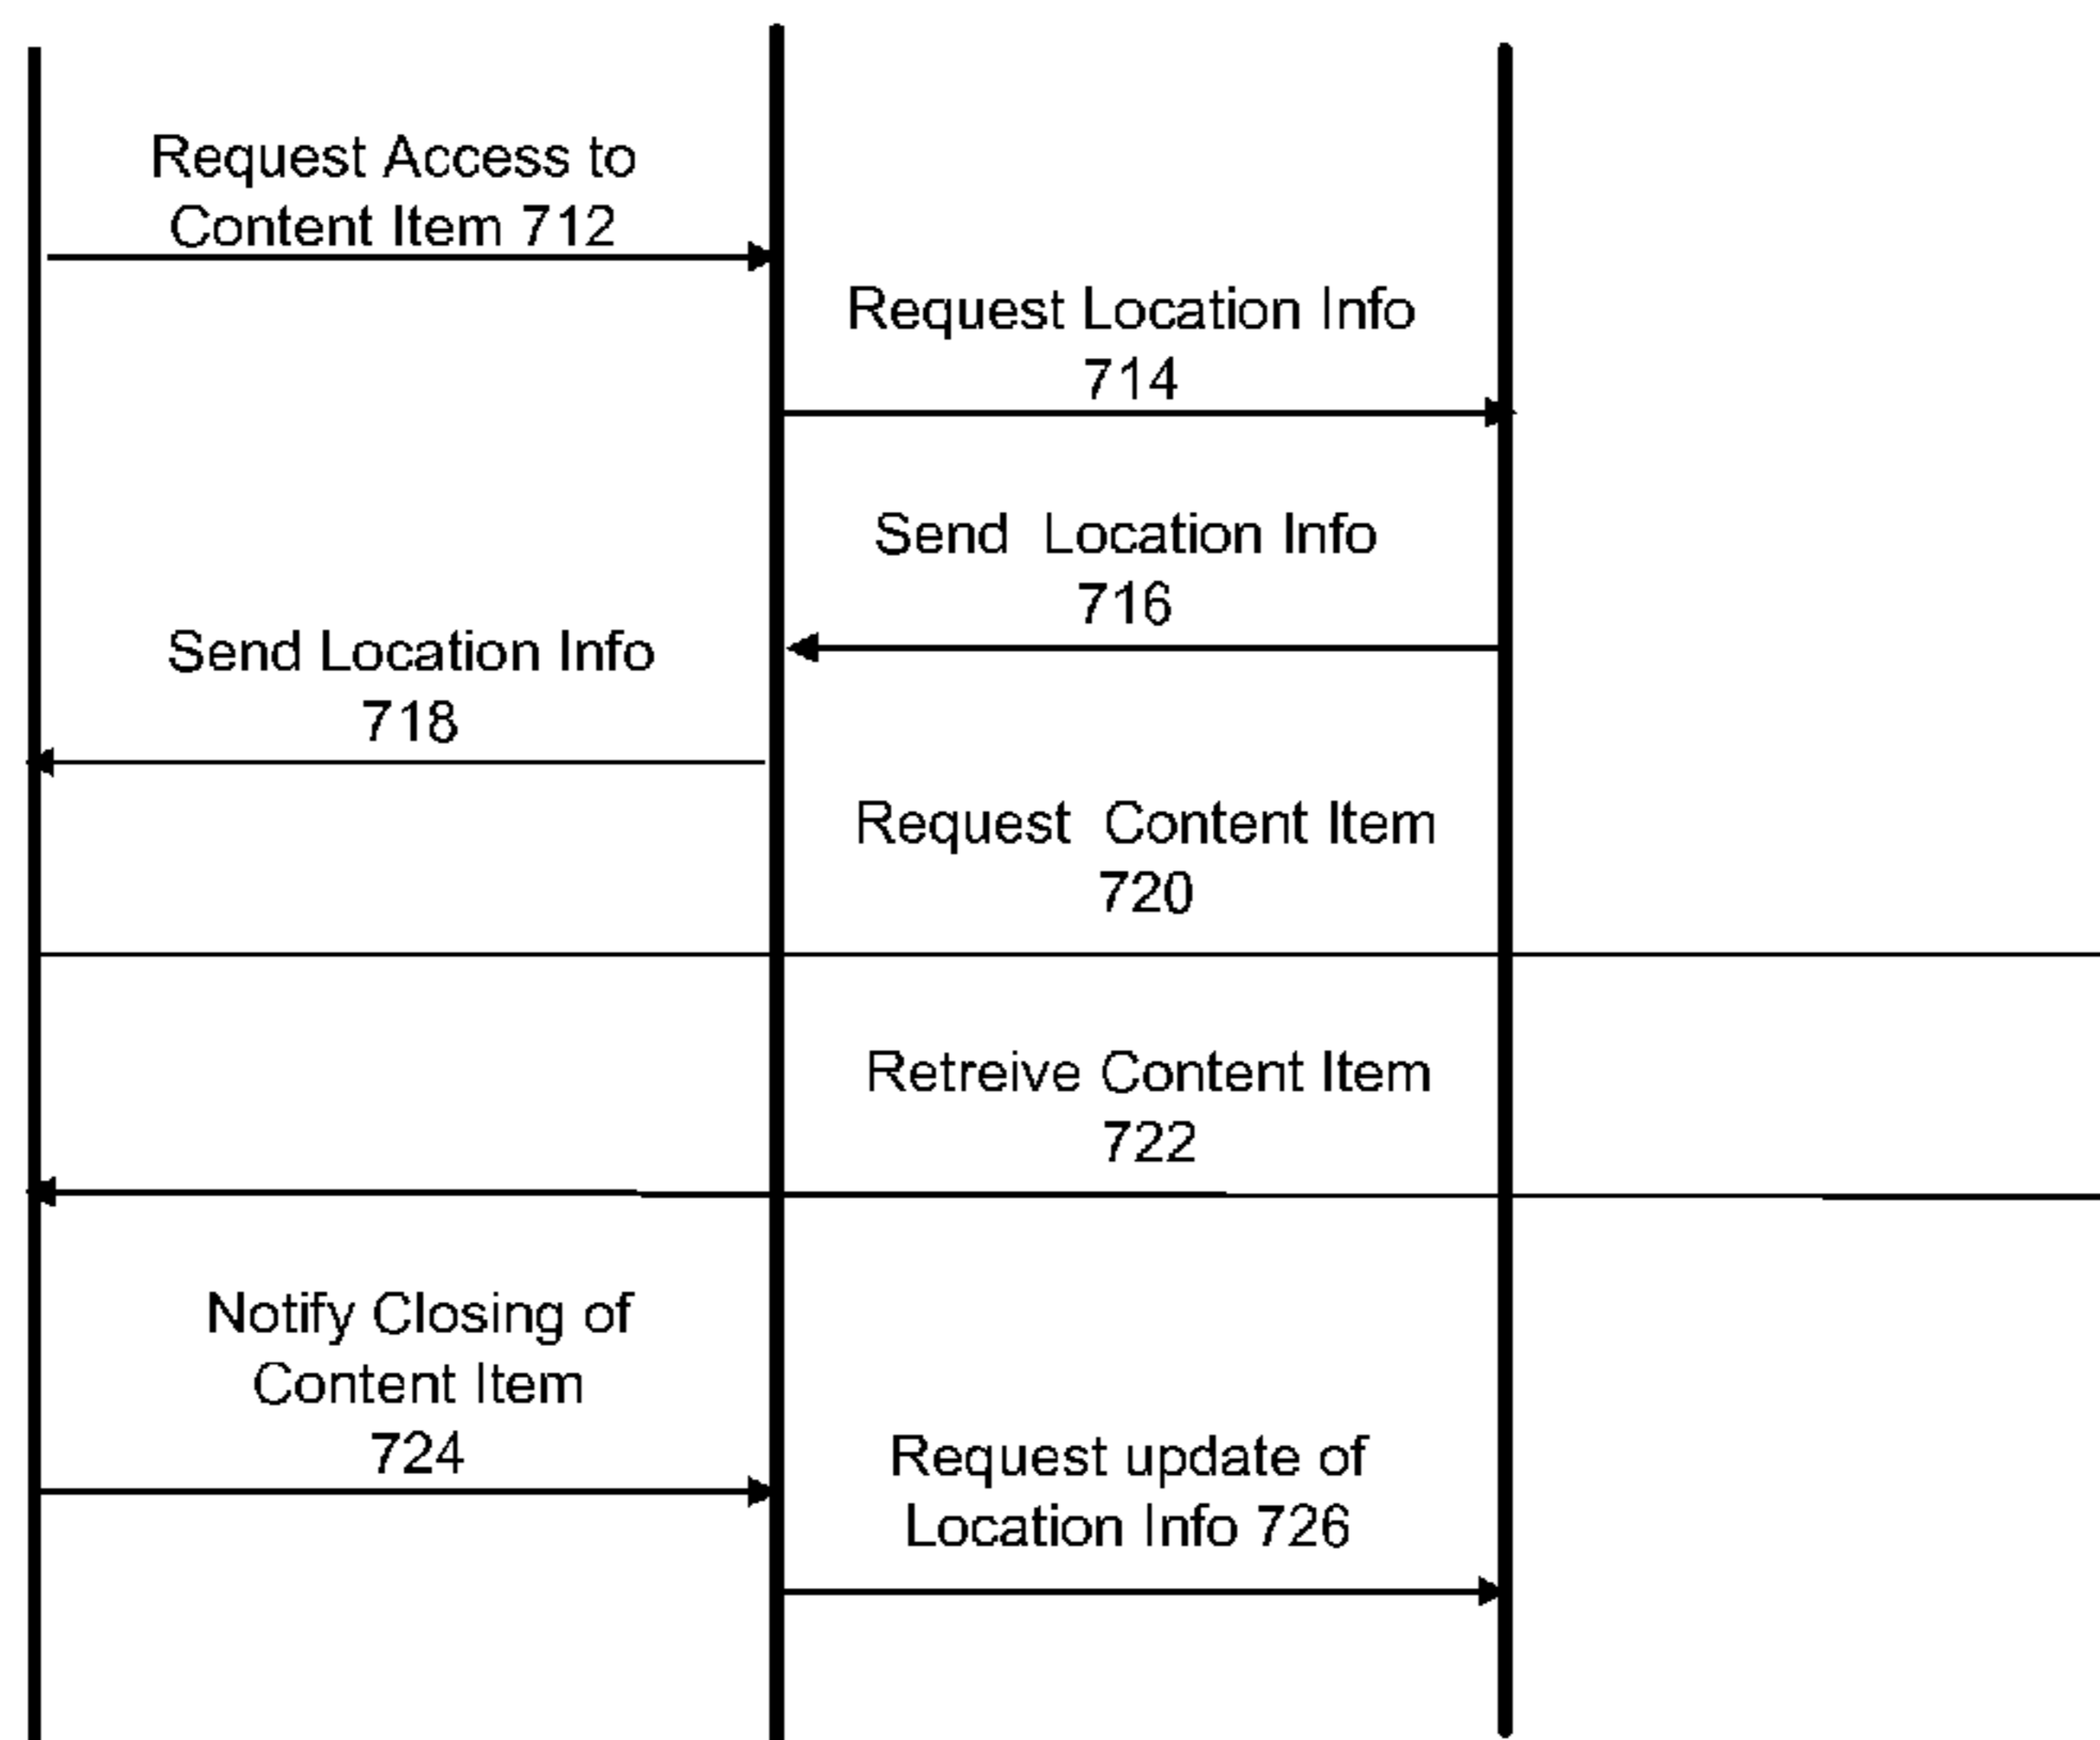 Request Access to
Content Item 712
Request Location Info
714
Send Location Info
716
Send Location Info
718
Request Content Item
720
Retreive Content Item
722
Notify Closing of
Content Item
724
Request update of
Location Info 726